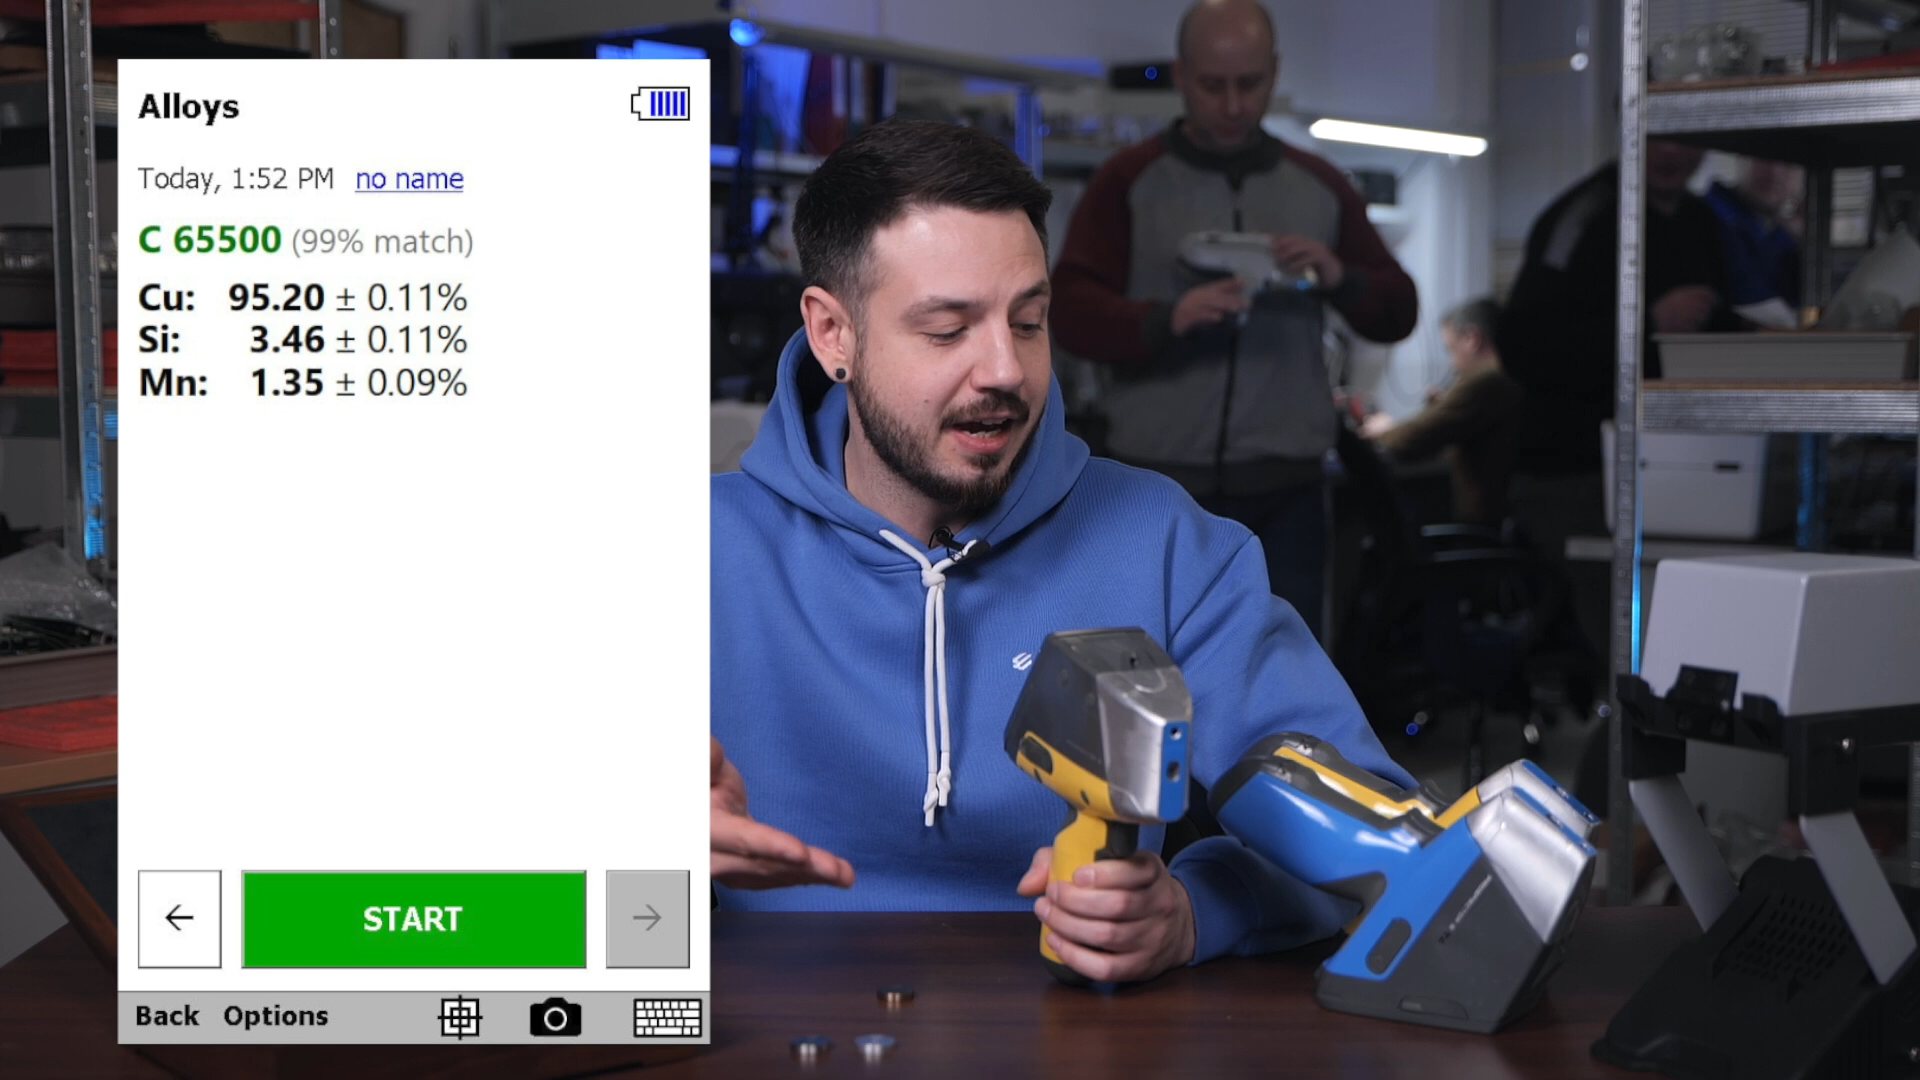 Alloys
Today, 1:52 PM no name
C 65500 (99% match)
Cu: 95.20 ± 0.11%
Si: 3.46 ± 0.11%
Mn: 1.35 ± 0.09%
START
Back Options